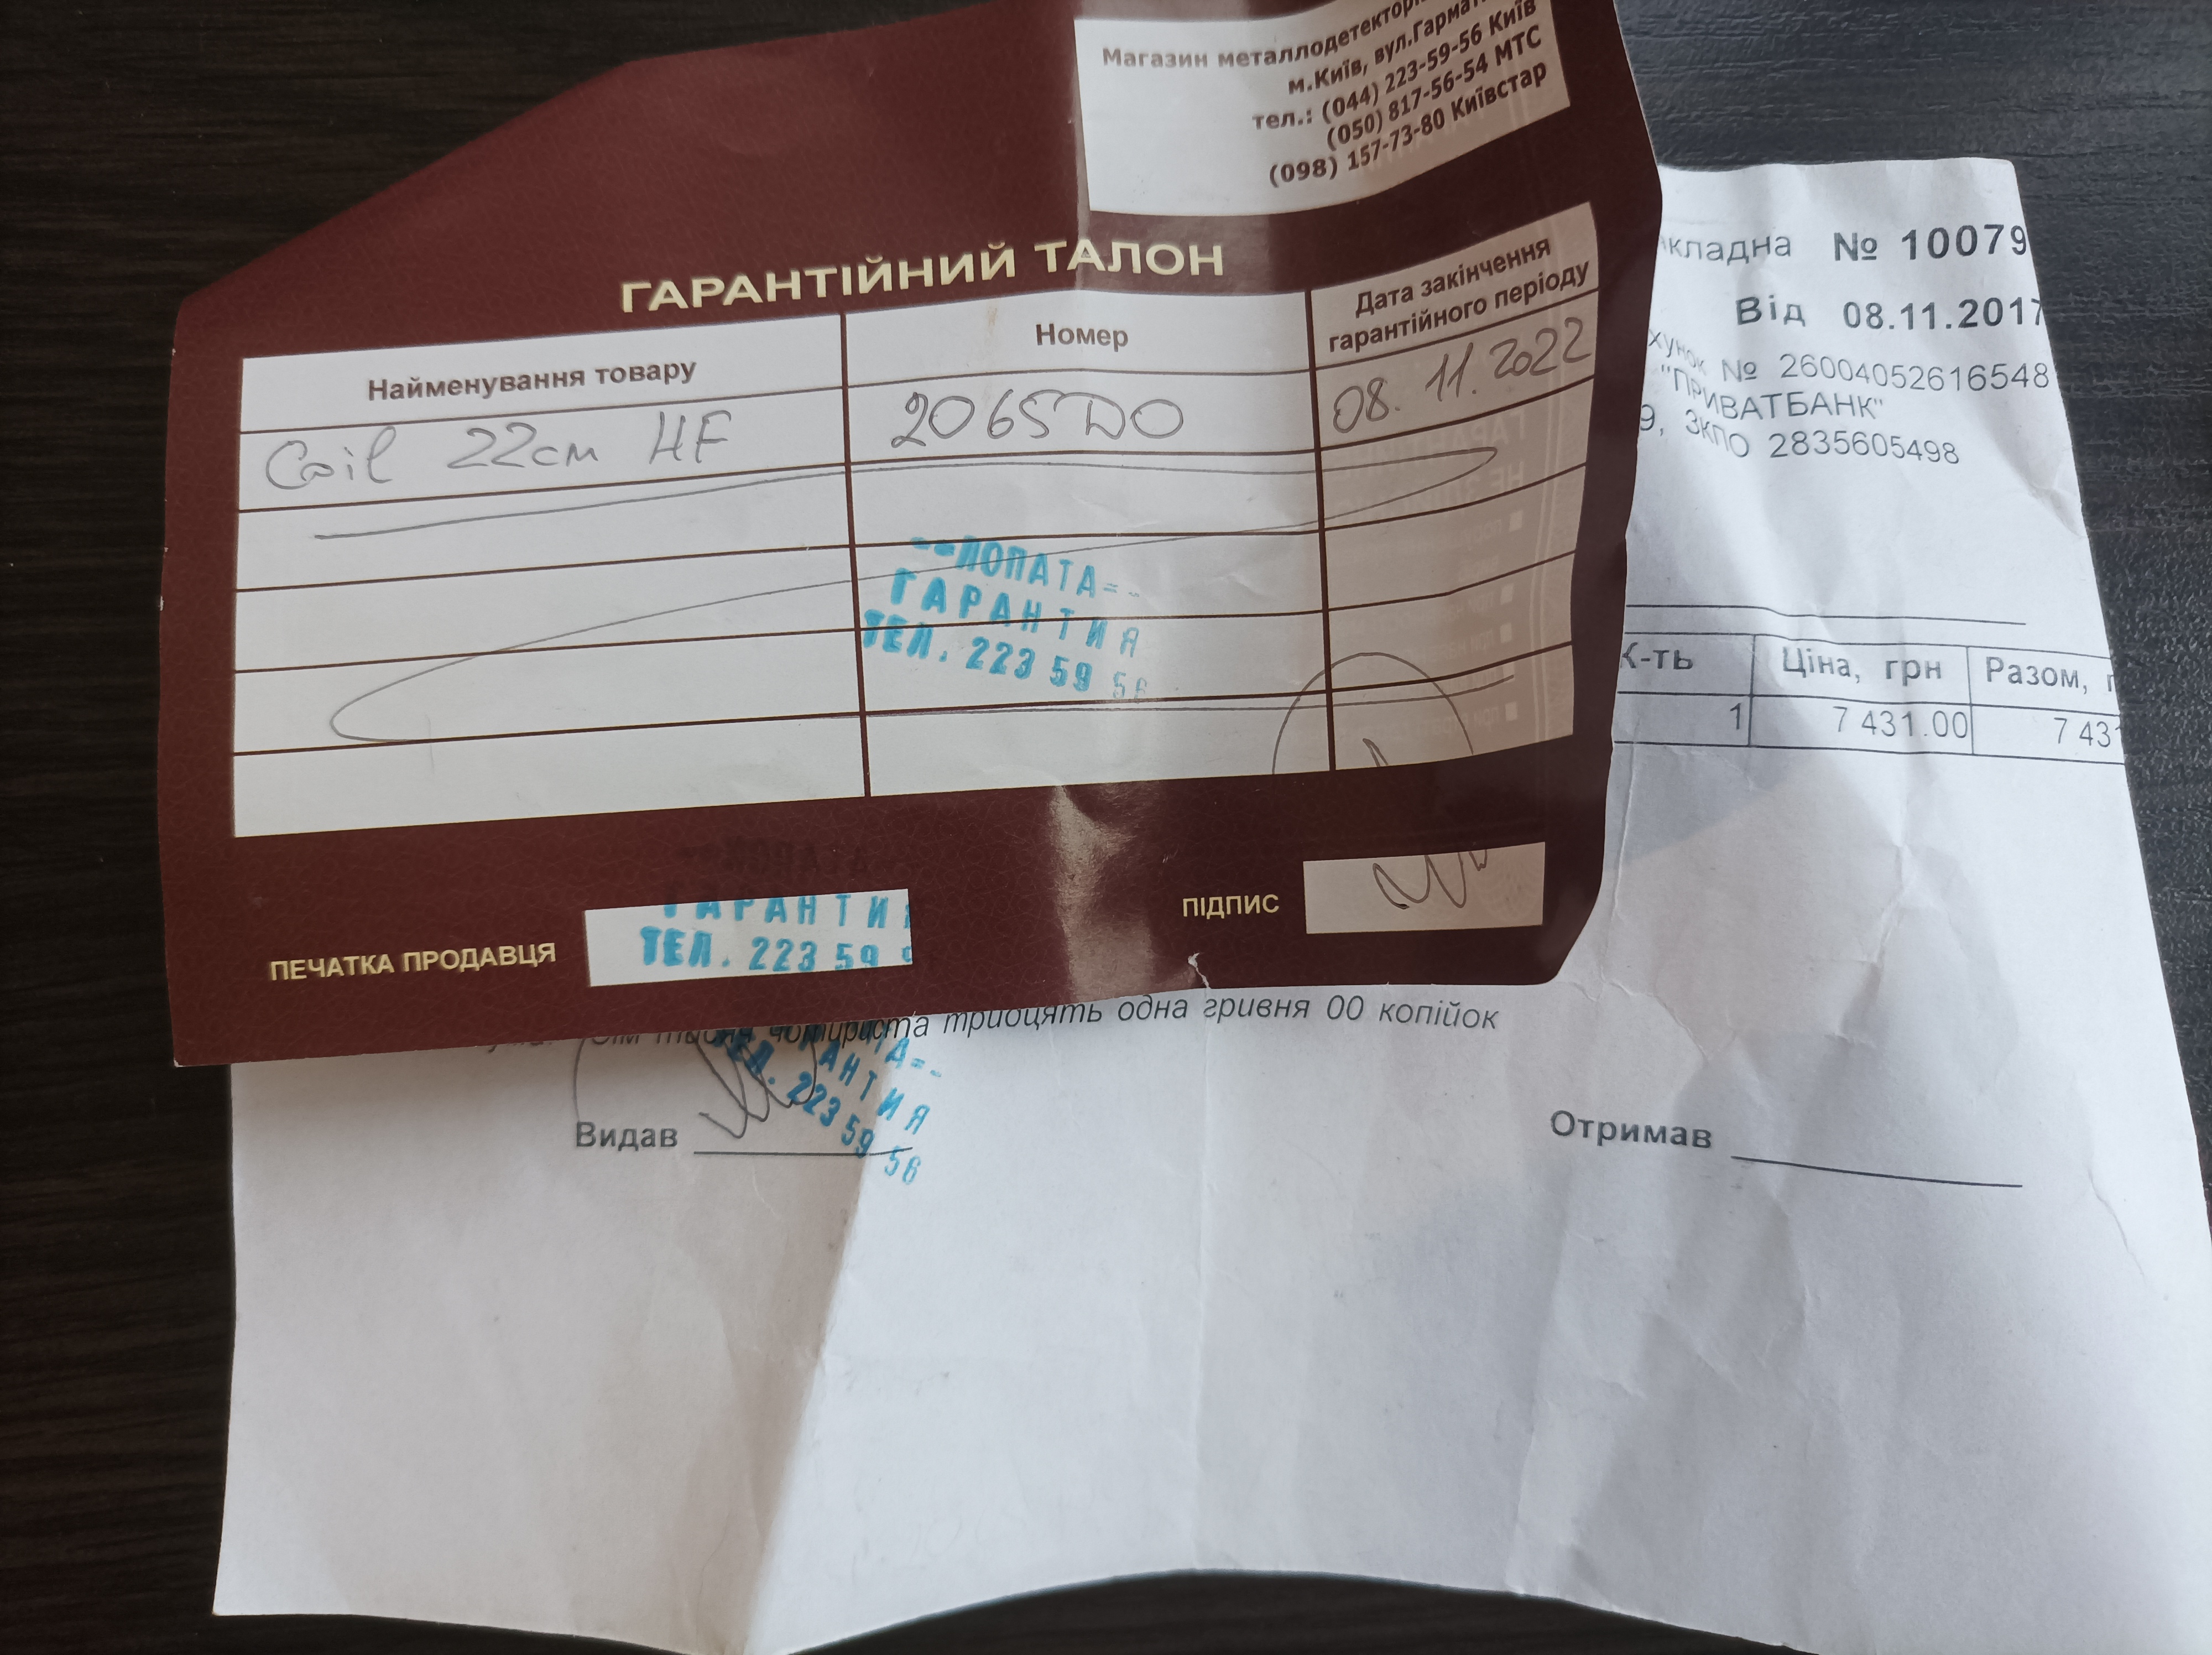 Магазин металлодетекторі
м.Київ, вул.Гармат
тел.: (044) 223-59-56 Київ
(050) 817-56-54 МТС
(098) 157-73-80 Київстар
ГАРАНТІЙНИЙ ТАЛОН
Найменування товару
Номер
Дата закінчення
гарантійного періоду
Coil 22см HF
2065DO
08.11.2022
==ЛОПАТА=-
ГАРАНТИЯ
ТЕЛ. 223 59 56
ПЕЧАТКА ПРОДАВЦЯ
ГАРАНТИ
ТЕЛ. 223 59
ПІДПИС
кладна № 10079
Від 08.11.2017
хунок № 26004052616548
"ПРИВАТБАНК"
9, ЗКПО 2835605498
К-ть
Ціна, грн
Разом, г
1
7 431.00
7 43
чотириста тридцять одна гривня 00 копійок
ТА=-
АНТИЯ
ТЕЛ. 223 59 56
Видав
Отримав